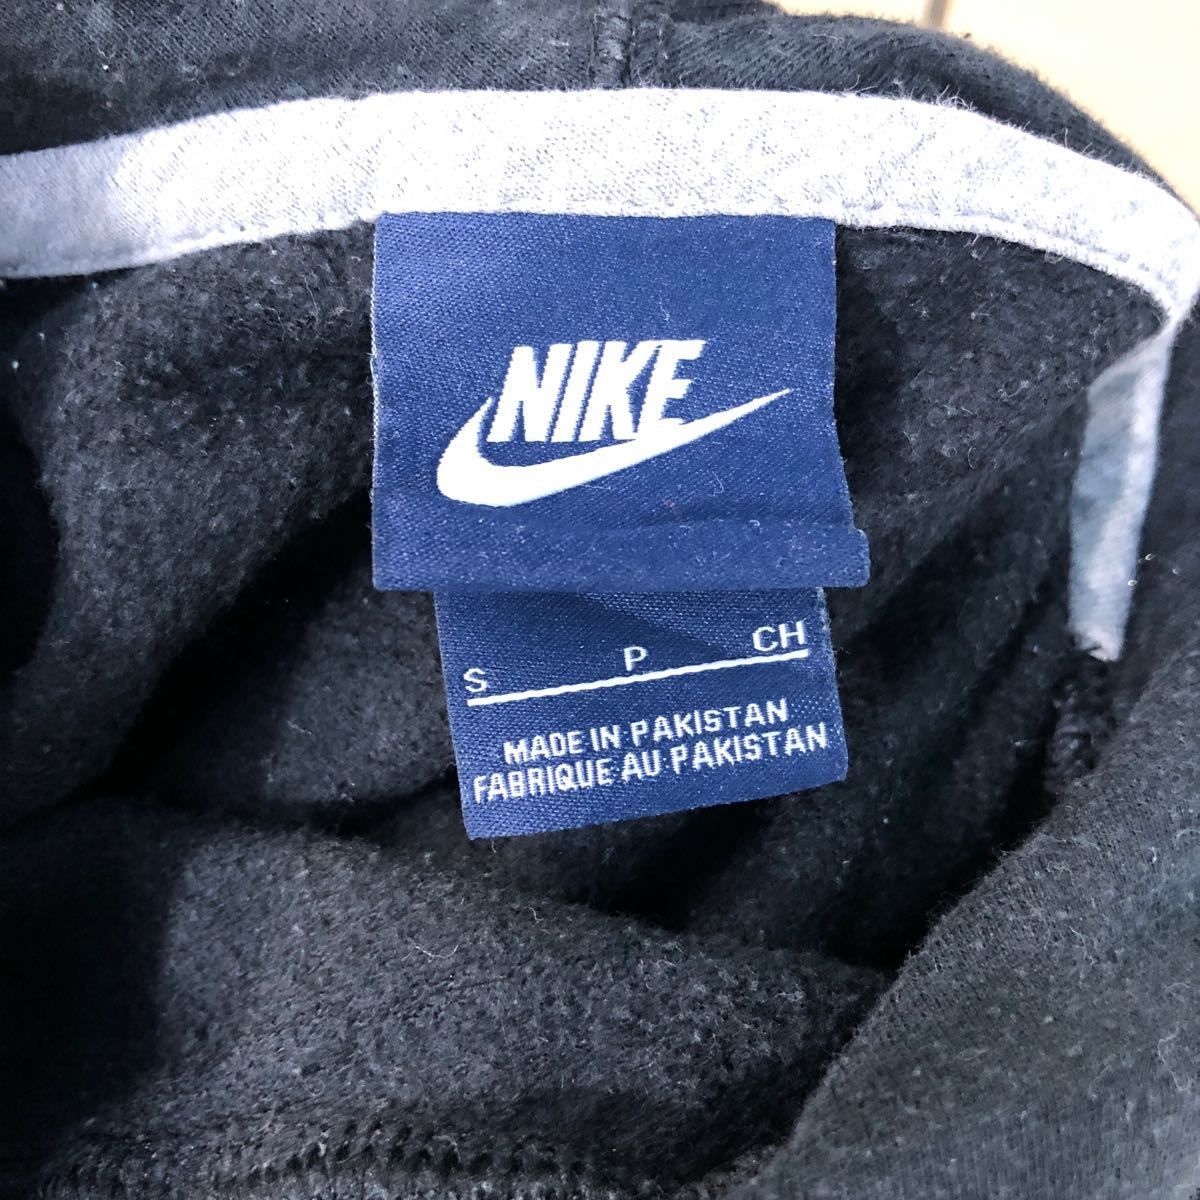 NIKE
S P CH
MADE IN PAKISTAN
FABRIQUE AU PAKISTAN